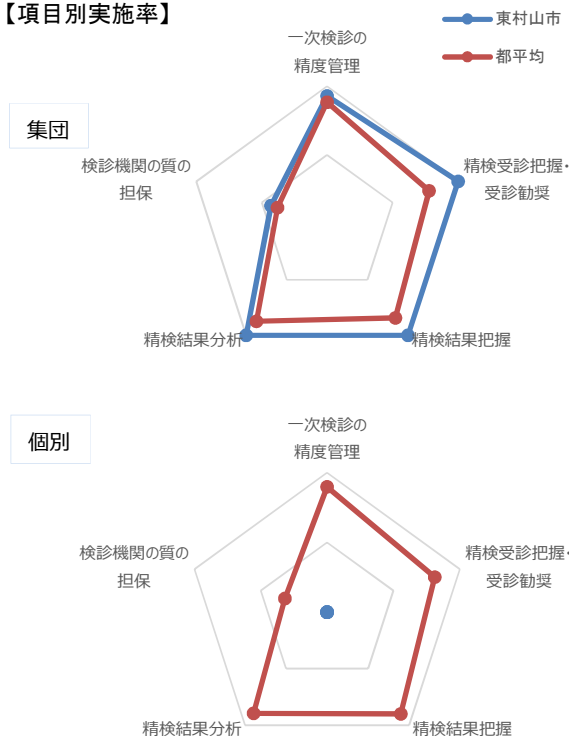 【項目別実施率】
東村山市
都平均
集団
一次検診の
精度管理
精検受診把握・
受診勧奨
精検結果把握
精検結果分析
検診機関の質の
担保
個別
一次検診の
精度管理
精検受診把握・
受診勧奨
精検結果把握
精検結果分析
検診機関の質の
担保